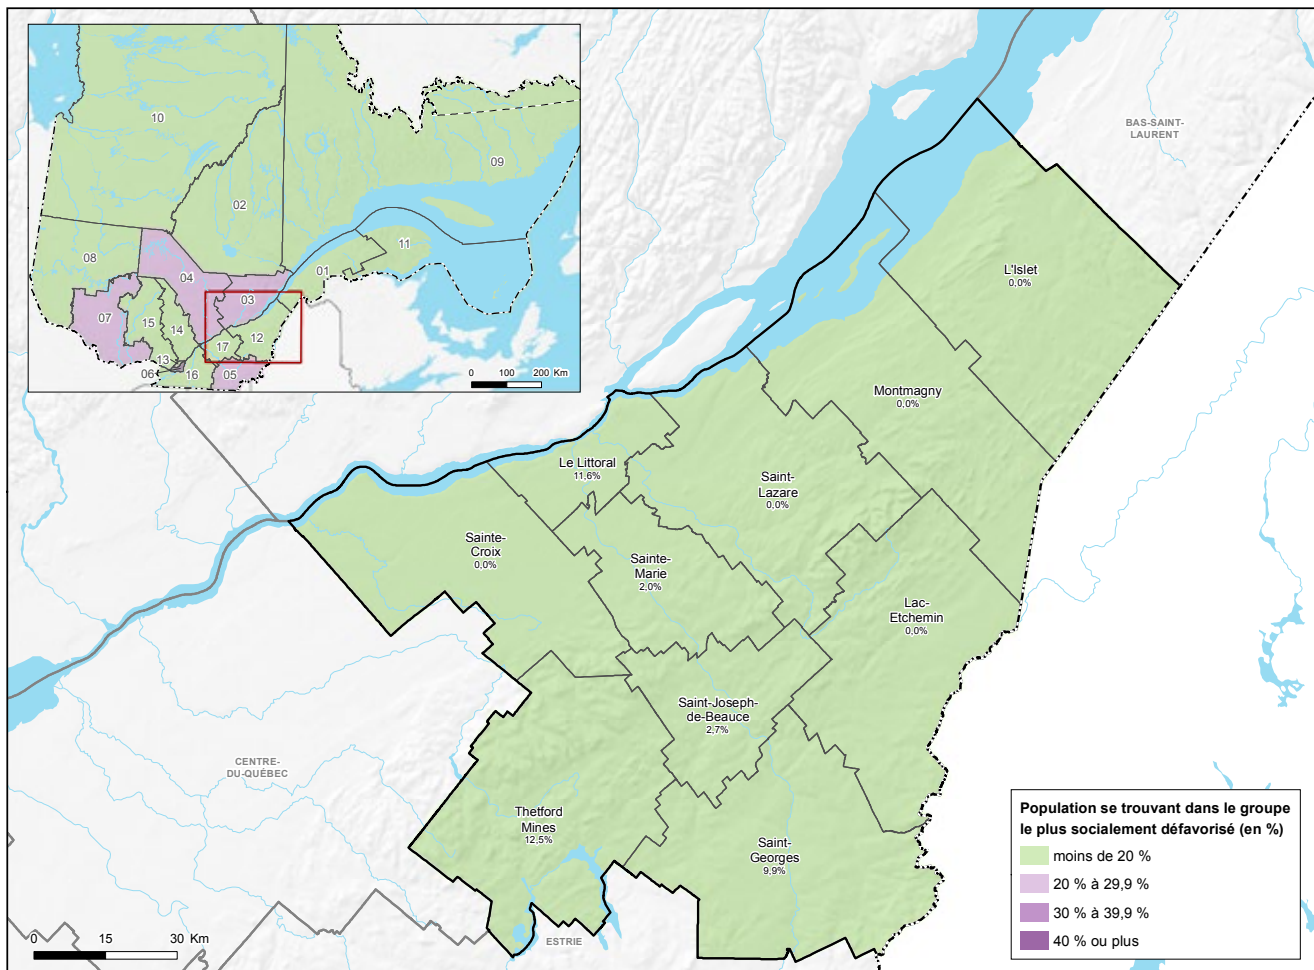 10
09
02
11
08
01
04
03
07
15
14
12
17
13
06
16
05
0 100 200 Km
BAS-SAINT-
LAURENT
L'Islet
0,0%
Montmagny
0,0%
Le Littoral
11,6%
Saint-
Lazare
0,0%
Sainte-
Croix
0,0%
Sainte-
Marie
2,0%
Lac-
Etchemin
0,0%
Saint-Joseph-
de-Beauce
2,7%
CENTRE-
DU-QUÉBEC
Thetford
Mines
12,5%
Saint-
Georges
9,9%
ESTRIE
0 15 30 Km
Population se trouvant dans le groupe
le plus socialement défavorisé (en %)
moins de 20 %
20 % à 29,9 %
30 % à 39,9 %
40 % ou plus